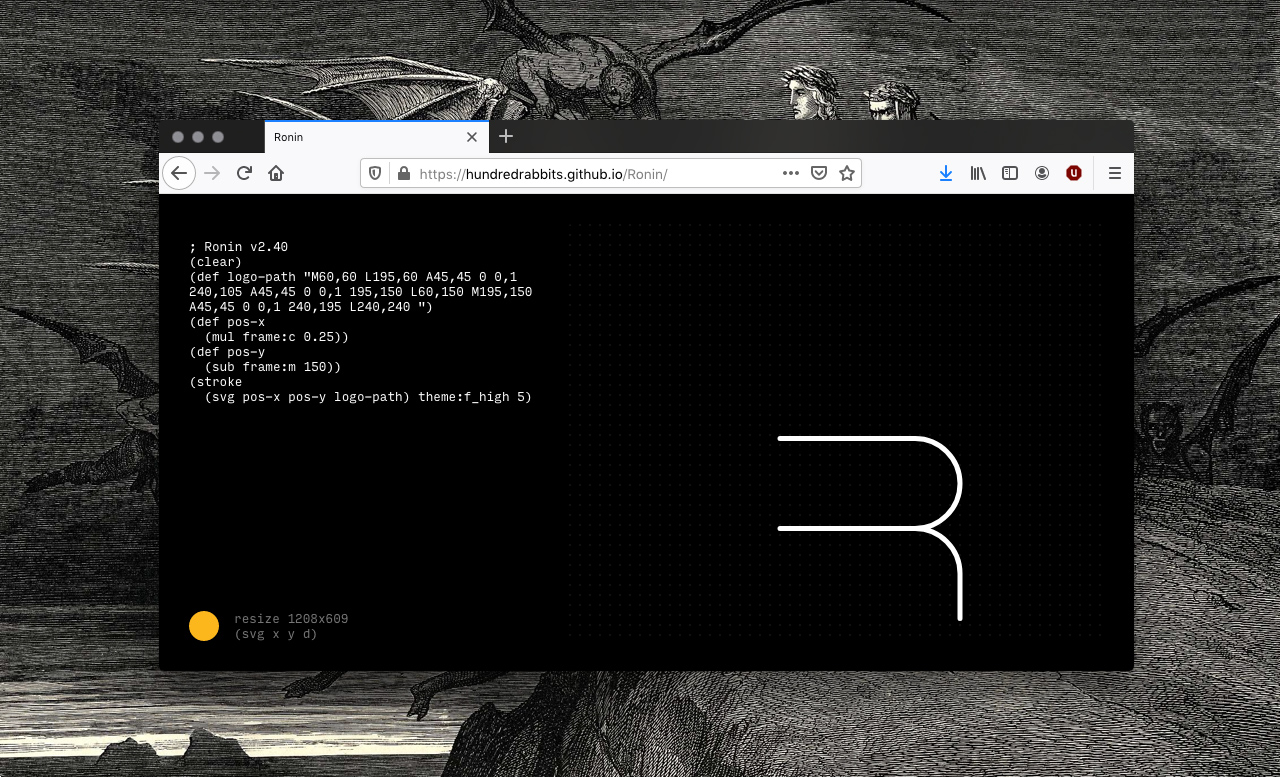 Ronin
https://hundredrabbits.github.io/Ronin/
; Ronin v2.40
(clear)
(def logo-path "M60,60 L195,60 A45,45 0 0,1
240,105 A45,45 0 0,1 195,150 L60,150 M195,150
A45,45 0 0,1 240,195 L240,240 ")
(def pos-x
  (mul frame:c 0.25))
(def pos-y
  (sub frame:m 150))
(stroke
  (svg pos-x pos-y logo-path) theme:f_high 5)
resize 1208x609
(svg x y d)